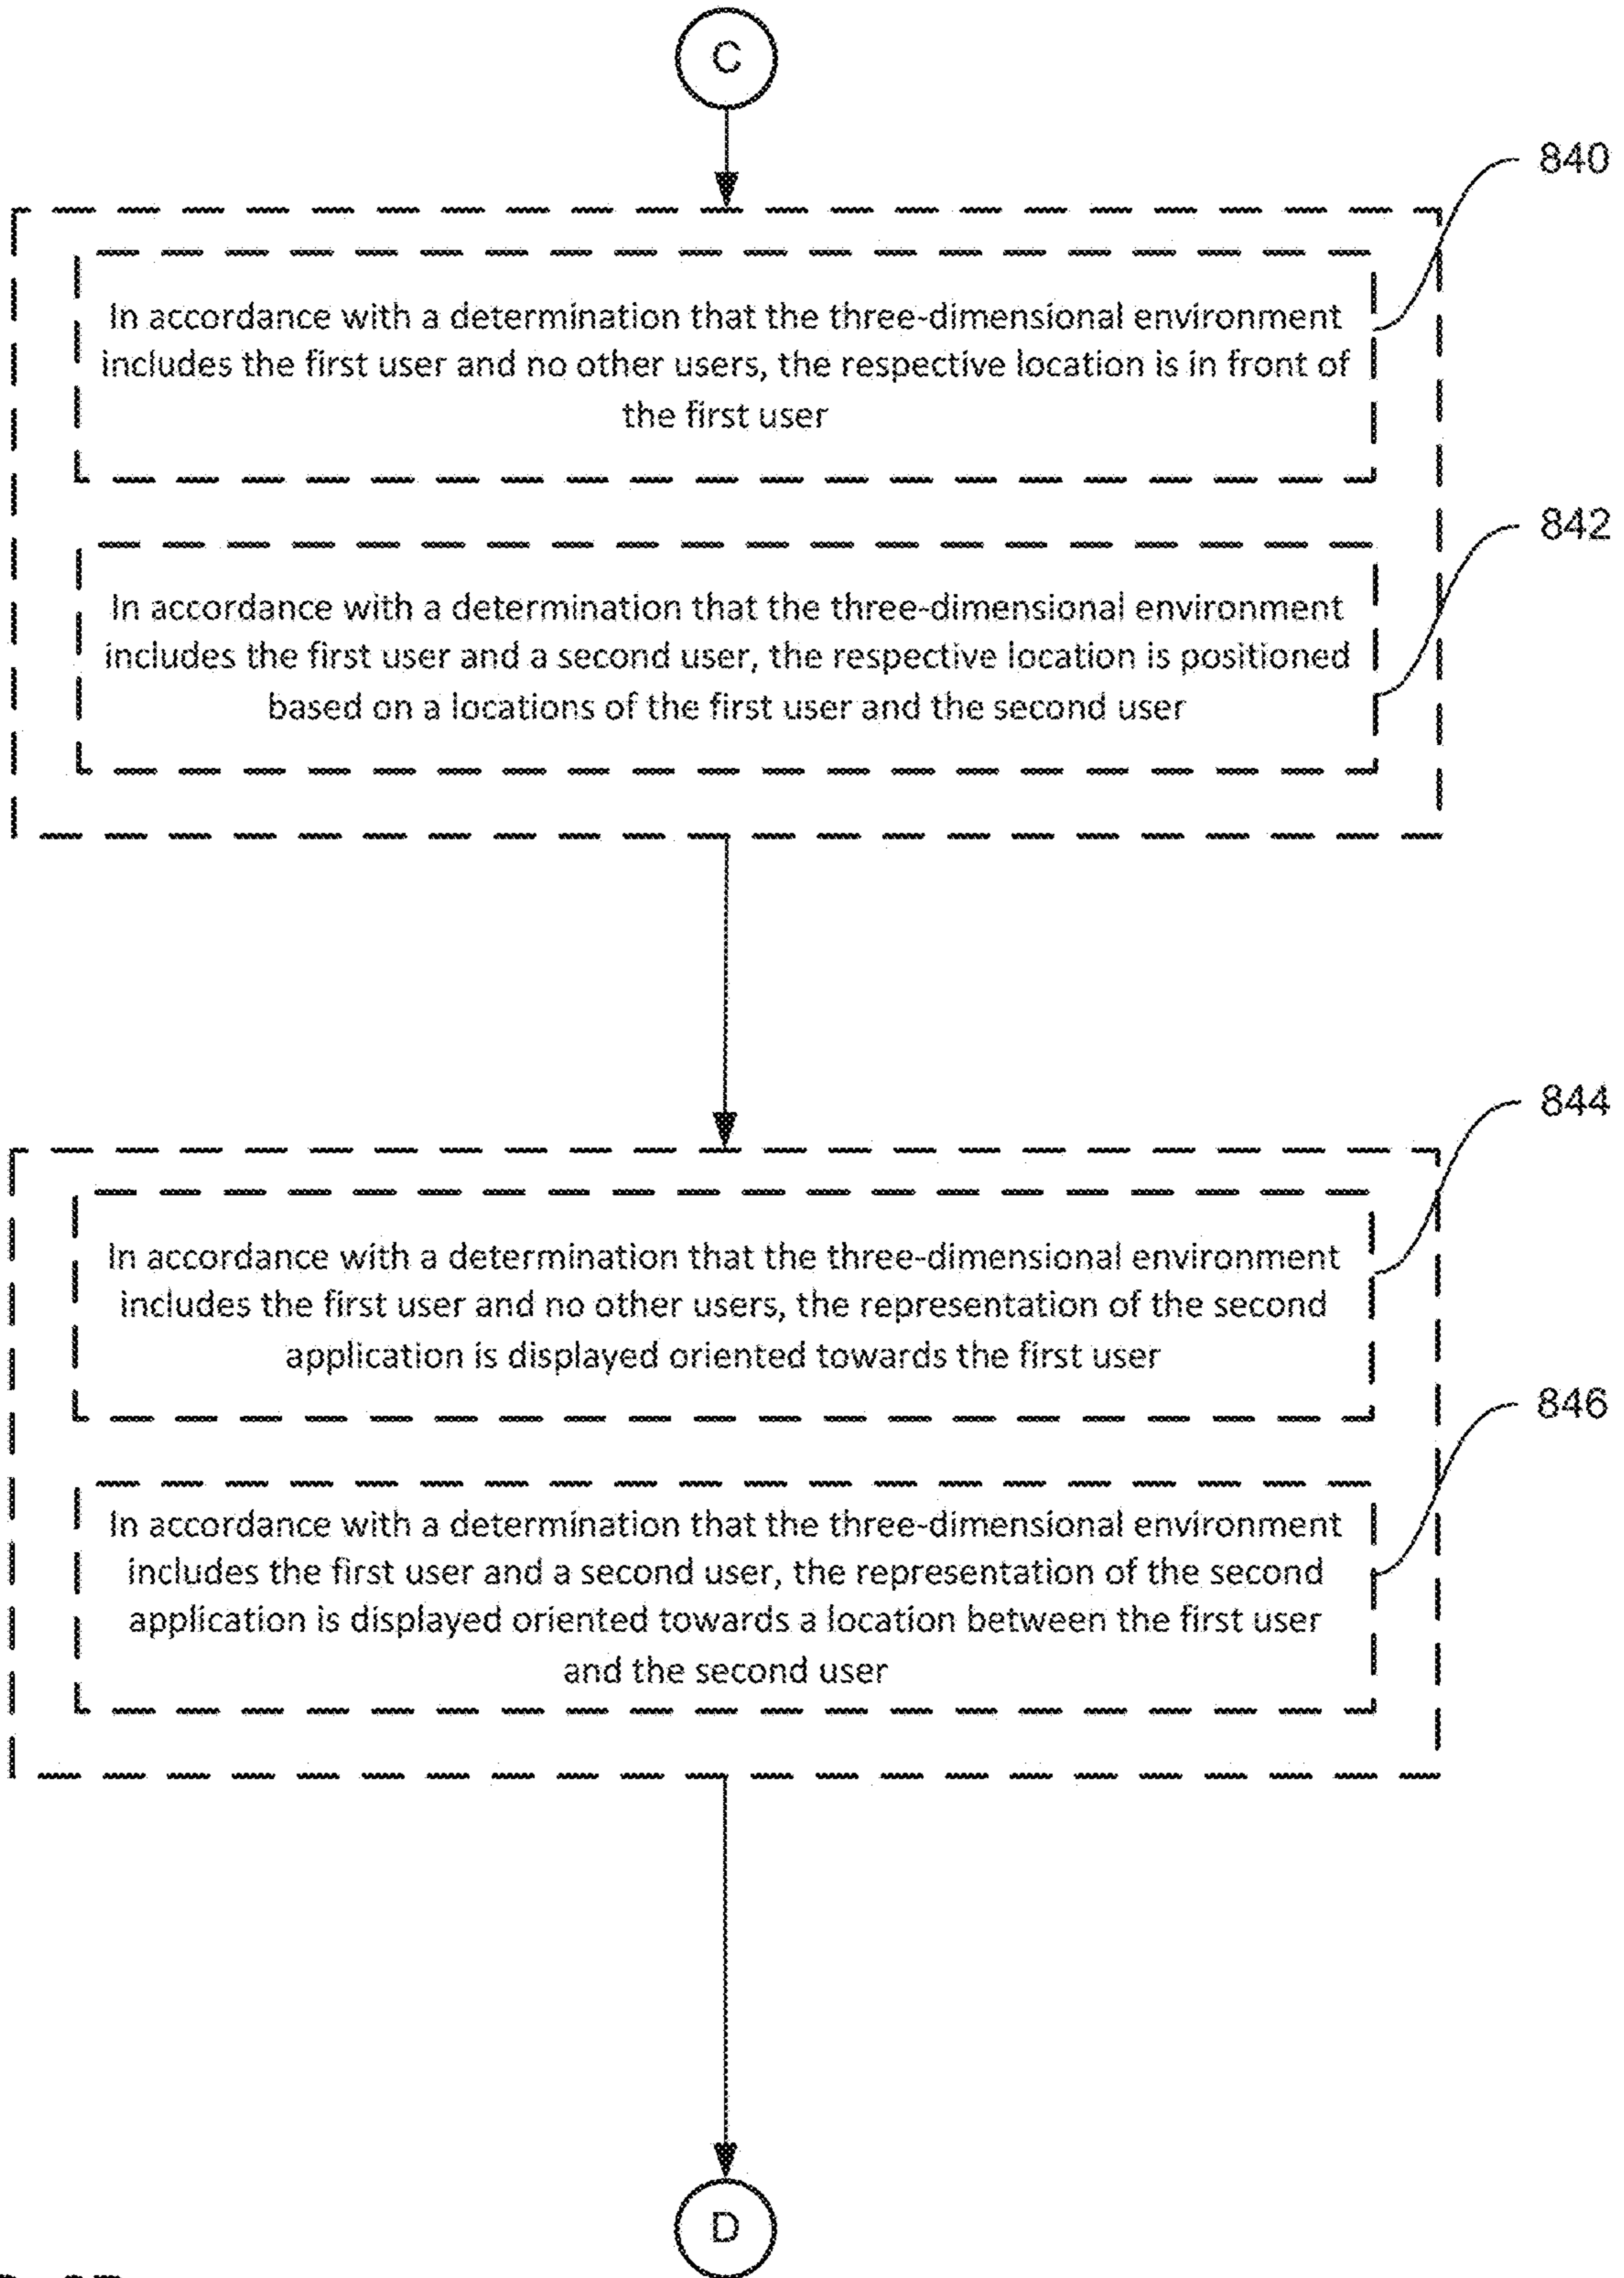 C
840
In accordance with a determination that the three-dimensional environment
includes the first user and no other users, the respective location is in front of
the first user
842
In accordance with a determination that the three-dimensional environment
includes the first user and a second user, the respective location is positioned
based on a locations of the first user and the second user
844
In accordance with a determination that the three-dimensional environment
includes the first user and no other users, the representation of the second
application is displayed oriented towards the first user
846
In accordance with a determination that the three-dimensional environment
includes the first user and a second user, the representation of the second
application is displayed oriented towards a location between the first user
and the second user
D